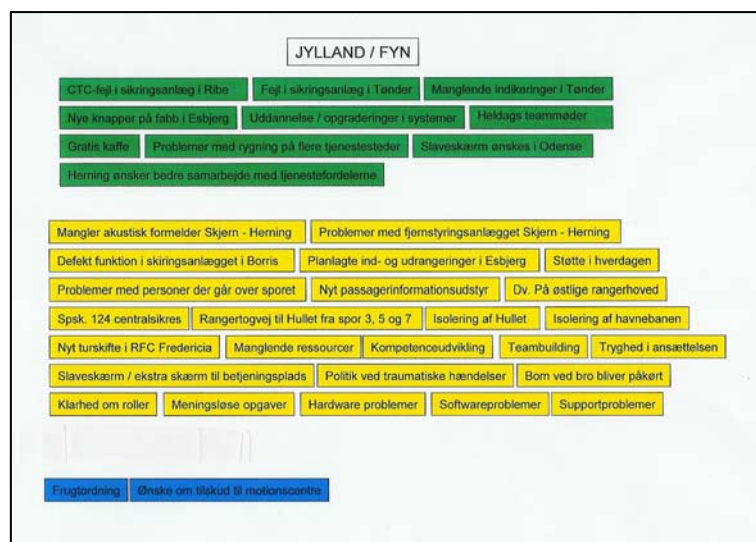 JYLLAND / FYN
CTC-fejl i sikringsanlæg i Ribe Fejl i sikringsanlæg i Tønder Manglende indikeringer i Tønder
Nye knapper på fabb i Esbjerg Uddannelse / opgraderinger i systemer Heldags teammøder
Gratis kaffe Problemer med rygning på flere tjenestesteder Slaveskærm ønskes i Odense
Herning ønsker bedre samarbejde med tjenestefordelerne
Mangler akustisk formelder Skjern - Herning Problemer med fjernstyringsanlægget Skjern - Herning
Defekt funktion i skiringsanlægget i Borris Planlagte ind- og udrangeringer i Esbjerg Støtte i hverdagen
Problemer med personer der går over sporet Nyt passagerinformationsudstyr Dv. På østlige rangerhoved
Spsk. 124 centralsikres Rangertogvej til Hullet fra spor 3, 5 og 7 Isolering af Hullet Isolering af havnebanen
Nyt turskifte i RFC Fredericia Manglende ressourcer Kompetenceudvikling Teambuilding Tryghed i ansættelsen
Slaveskærm / ekstra skærm til betjeningsplads Politik ved traumatiske hændelser Bom ved bro bliver påkørt
Klarhed om roller Meningsløse opgaver Hardware problemer Softwareproblemer Supportproblemer
Frugtordning Ønske om tilskud til motionscentre